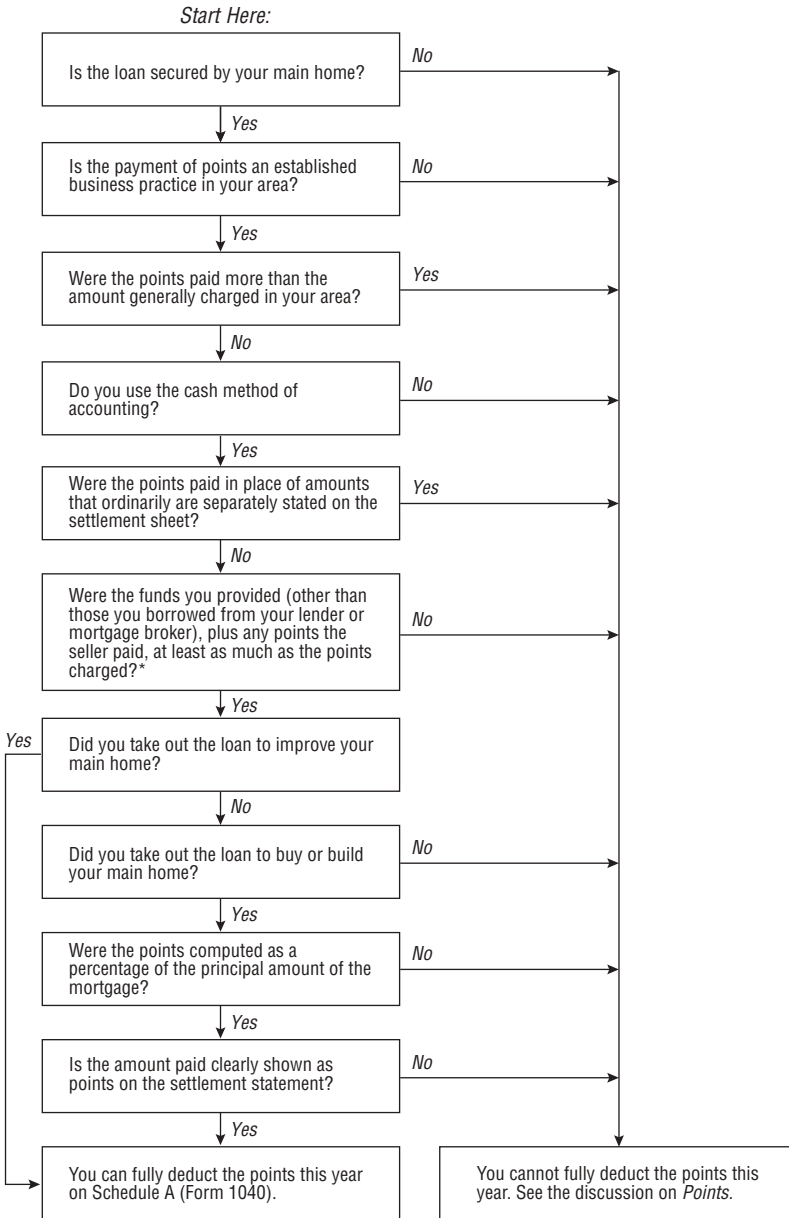 Start Here:
Is the loan secured by your main home?
No
Yes
Is the payment of points an established
business practice in your area?
No
Yes
Were the points paid more than the
amount generally charged in your area?
Yes
No
Do you use the cash method of
accounting?
No
Yes
Were the points paid in place of amounts
that ordinarily are separately stated on the
settlement sheet?
Yes
No
Were the funds you provided (other than
those you borrowed from your lender or
mortgage broker), plus any points the
seller paid, at least as much as the points
charged?*
No
Yes
Yes
Did you take out the loan to improve your
main home?
No
Did you take out the loan to buy or build
your main home?
No
Yes
Were the points computed as a
percentage of the principal amount of the
mortgage?
No
Yes
Is the amount paid clearly shown as
points on the settlement statement?
No
Yes
You can fully deduct the points this year
on Schedule A (Form 1040).
You cannot fully deduct the points this
year. See the discussion on Points.